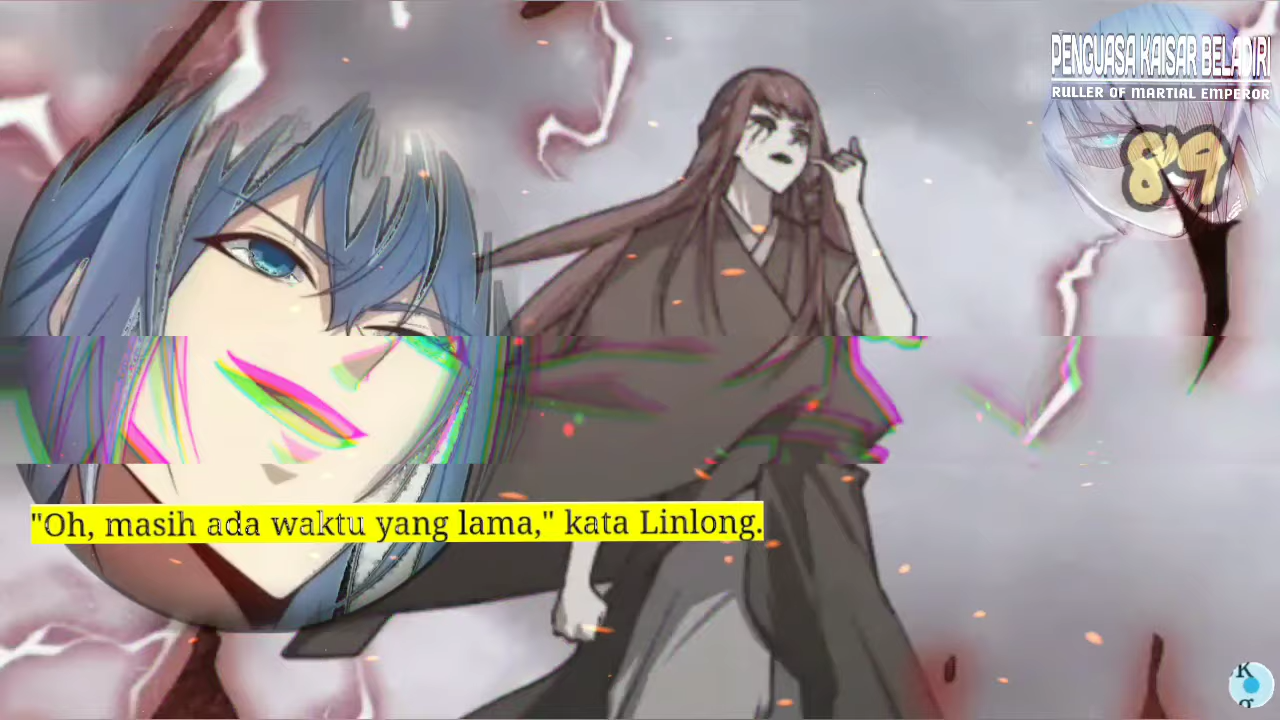 PENGUASA KAISAR BELADIRI
RULLER OF MARTIAL EMPEROR
89
"Oh, masih ada waktu yang lama," kata Linlong.
K